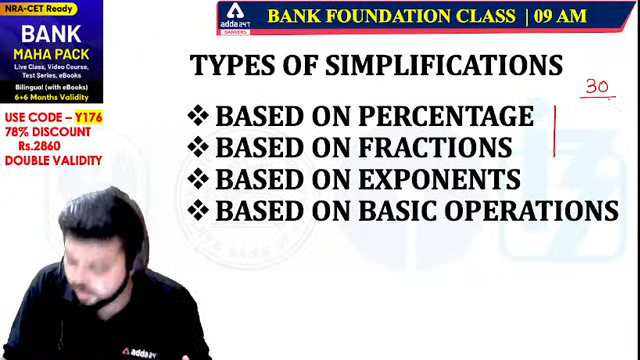 NRA-CET Ready
BANK
MAHA PACK
Live Class, Video Course,
Test Series, eBooks
Bilingual (with eBooks)
6+6 Months Validity
USE CODE – Y176
78% DISCOUNT
Rs.2860
DOUBLE VALIDITY
adda247
BANKERS
BANK FOUNDATION CLASS | 09 AM
TYPES OF SIMPLIFICATIONS
30
❖ BASED ON PERCENTAGE
❖ BASED ON FRACTIONS
❖ BASED ON EXPONENTS
❖ BASED ON BASIC OPERATIONS
adda247